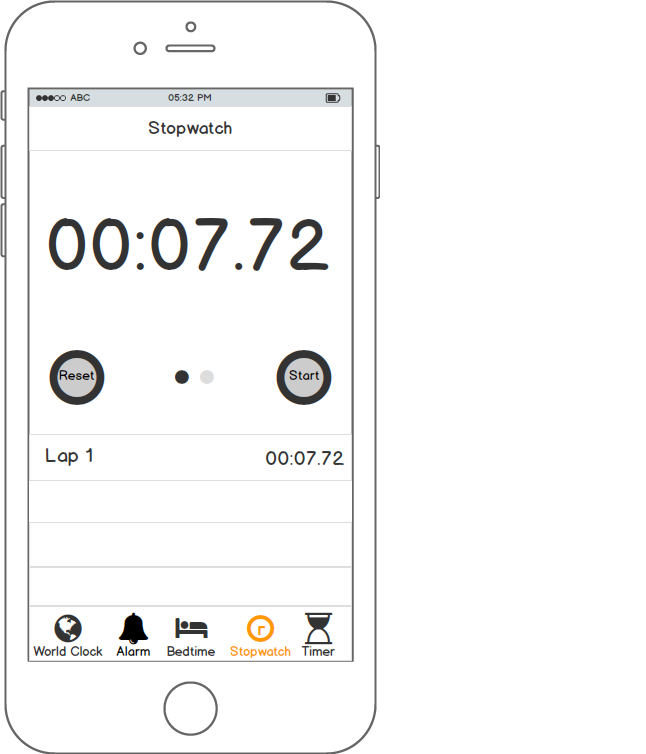 ABC 05:32 PM
Stopwatch
00:07.72
Reset Start
Lap 1 00:07.72
World Clock Alarm Bedtime Stopwatch Timer